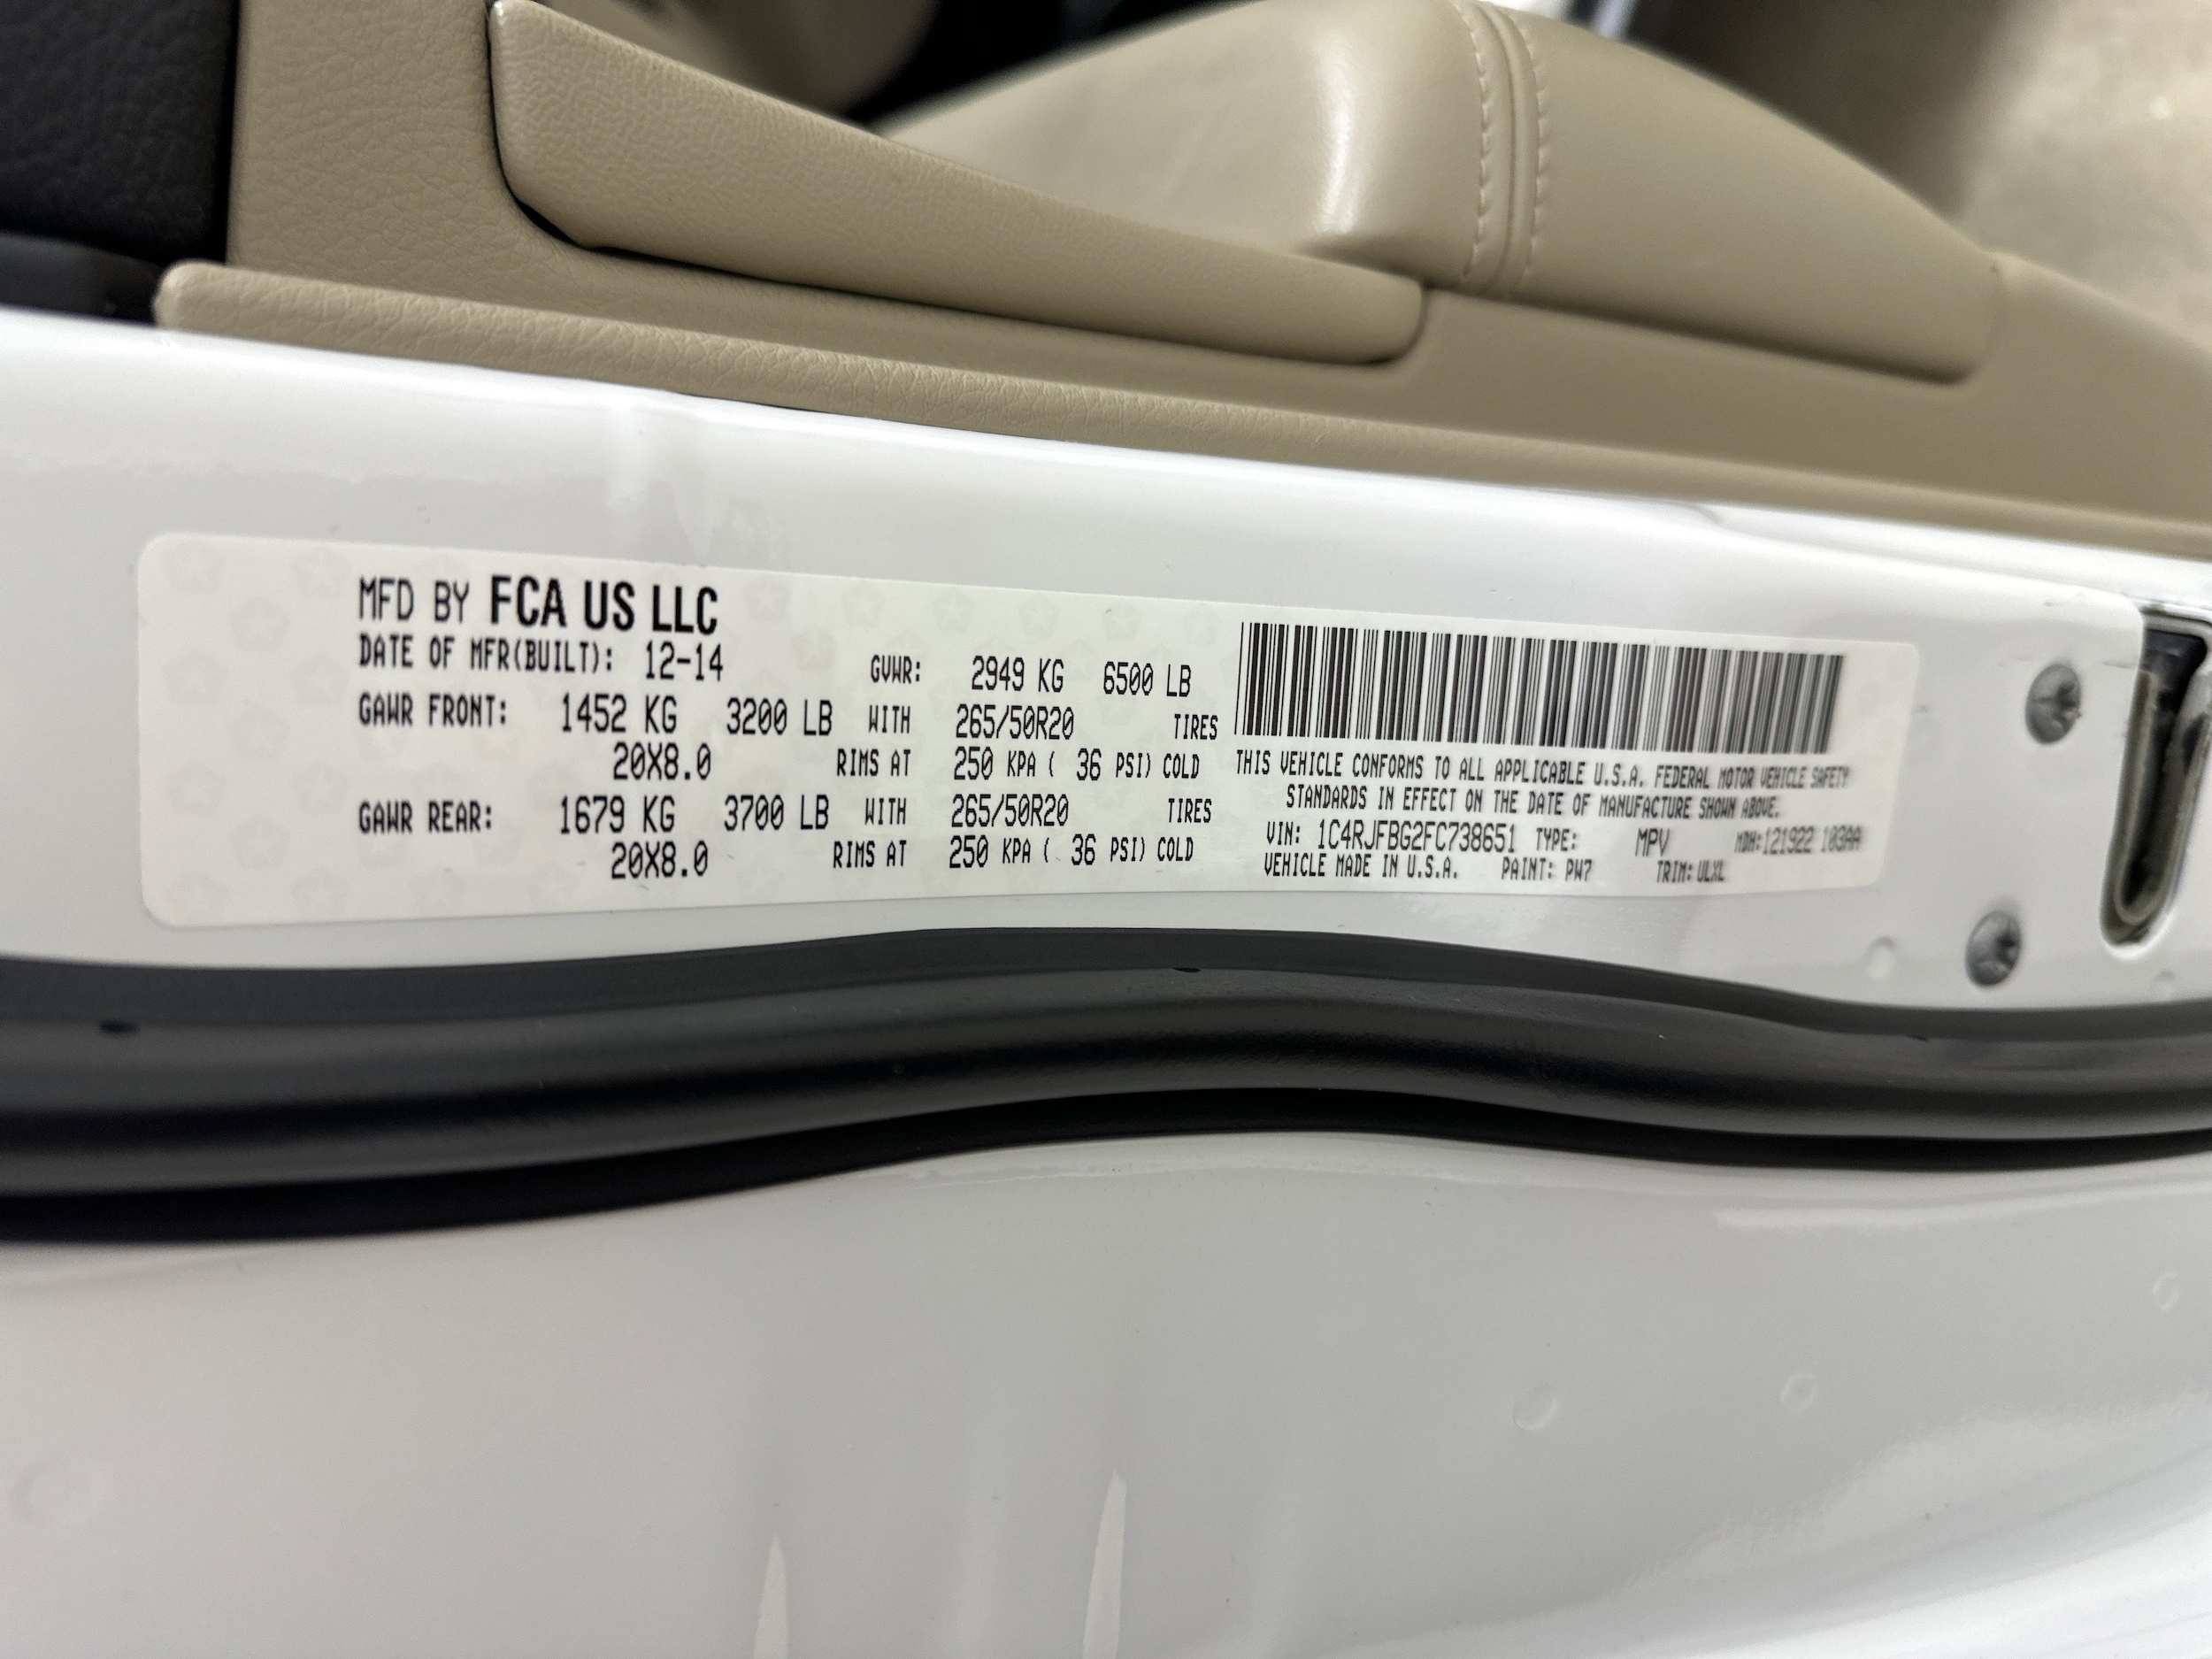 MFD BY FCA US LLC
DATE OF MFR(BUILT): 12-14 GVWR: 2949 KG 6500 LB
GAWR FRONT: 1452 KG 3200 LB WITH 265/50R20 TIRES
20X8.0 RIMS AT 250 KPA ( 36 PSI) COLD
GAWR REAR: 1679 KG 3700 LB WITH 265/50R20 TIRES
20X8.0 RIMS AT 250 KPA ( 36 PSI) COLD
THIS VEHICLE CONFORMS TO ALL APPLICABLE U.S.A. FEDERAL MOTOR VEHICLE SAFETY
STANDARDS IN EFFECT ON THE DATE OF MANUFACTURE SHOWN ABOVE.
VIN: 1C4RJFBG2FC738651 TYPE: MPV MDH:121922 103AA
VEHICLE MADE IN U.S.A. PAINT: PW7 TRIM: ULXL